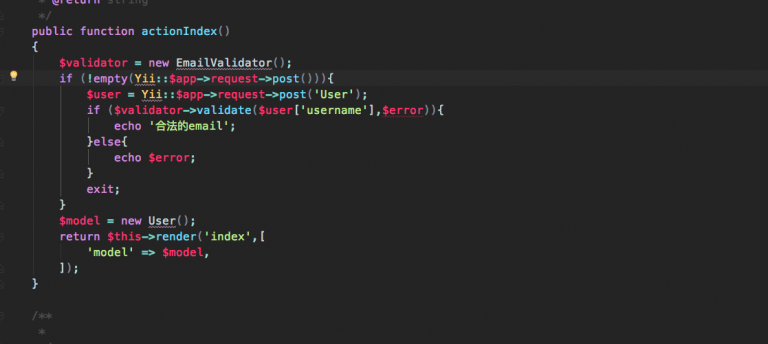 * @return string
*/
public function actionIndex()
{
$validator = new EmailValidator();
if (!empty(Yii::$app->request->post())){
$user = Yii::$app->request->post('User');
if ($validator->validate($user['username'],$error)){
echo '合法的email';
}else{
echo $error;
}
exit;
}
$model = new User();
return $this->render('index',[
'model' => $model,
]);
}
/**
*